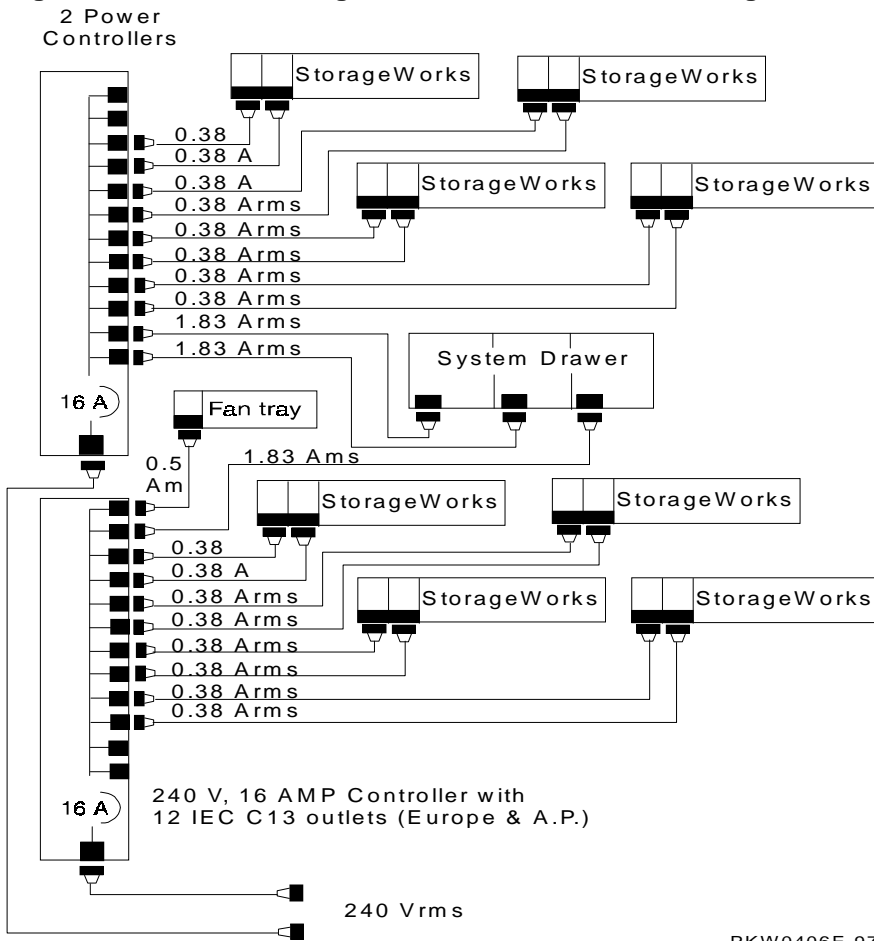 2 Power
Controllers
StorageWorks
StorageWorks
0.38
0.38 A
0.38 A
0.38 Arms
0.38 Arms
0.38 Arms
0.38 Arms
0.38 Arms
1.83 Arms
1.83 Arms
StorageWorks
StorageWorks
System Drawer
16 A
Fan tray
0.5
Am
1.83 Ams
StorageWorks
StorageWorks
0.38
0.38 A
0.38 Arms
0.38 Arms
0.38 Arms
0.38 Arms
0.38 Arms
0.38 Arms
StorageWorks
StorageWorks
16 A
240 V, 16 AMP Controller with
12 IEC C13 outlets (Europe & A.P.)
240 Vrms